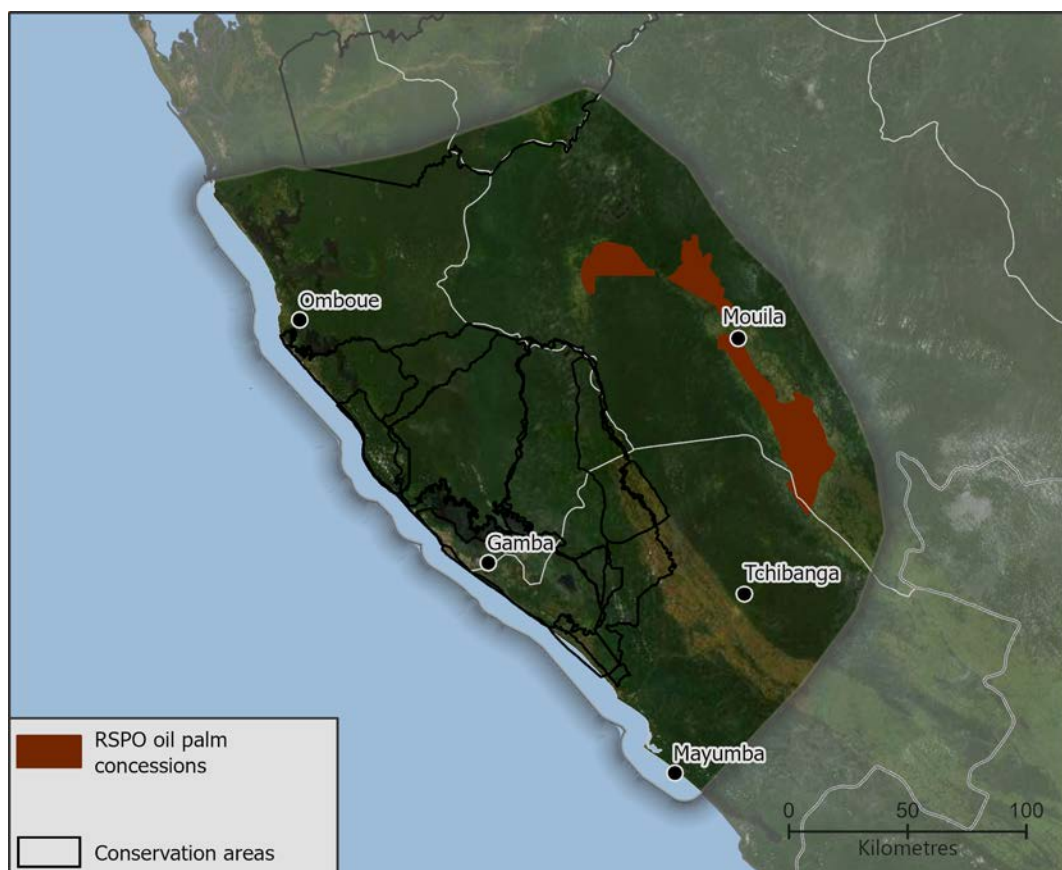 Omboue
Mouila
Gamba
Tchibanga
Mayumba
RSPO oil palm
concessions
Conservation areas
0 50 100
Kilometres